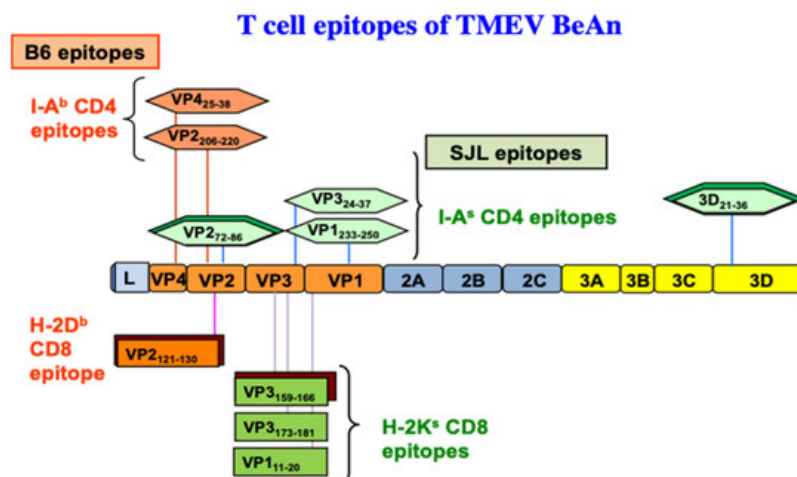 T cell epitopes of TMEV BeAn
B6 epitopes
I-Aᵇ CD4
epitopes
VP4₂₅₋₃₈
VP2₂₀₆₋₂₂₀
SJL epitopes
VP3₂₄₋₃₇
I-Aˢ CD4 epitopes
3D₂₁₋₃₆
VP2₇₂₋₈₆
VP1₂₃₃₋₂₅₀
L VP4 VP2 VP3 VP1 2A 2B 2C 3A 3B 3C 3D
H-2Dᵇ
CD8
epitope
VP2₁₂₁₋₁₃₀
VP3₁₅₉₋₁₆₆
VP3₁₇₃₋₁₈₁
VP1₁₁₋₂₀
H-2Kˢ CD8
epitopes